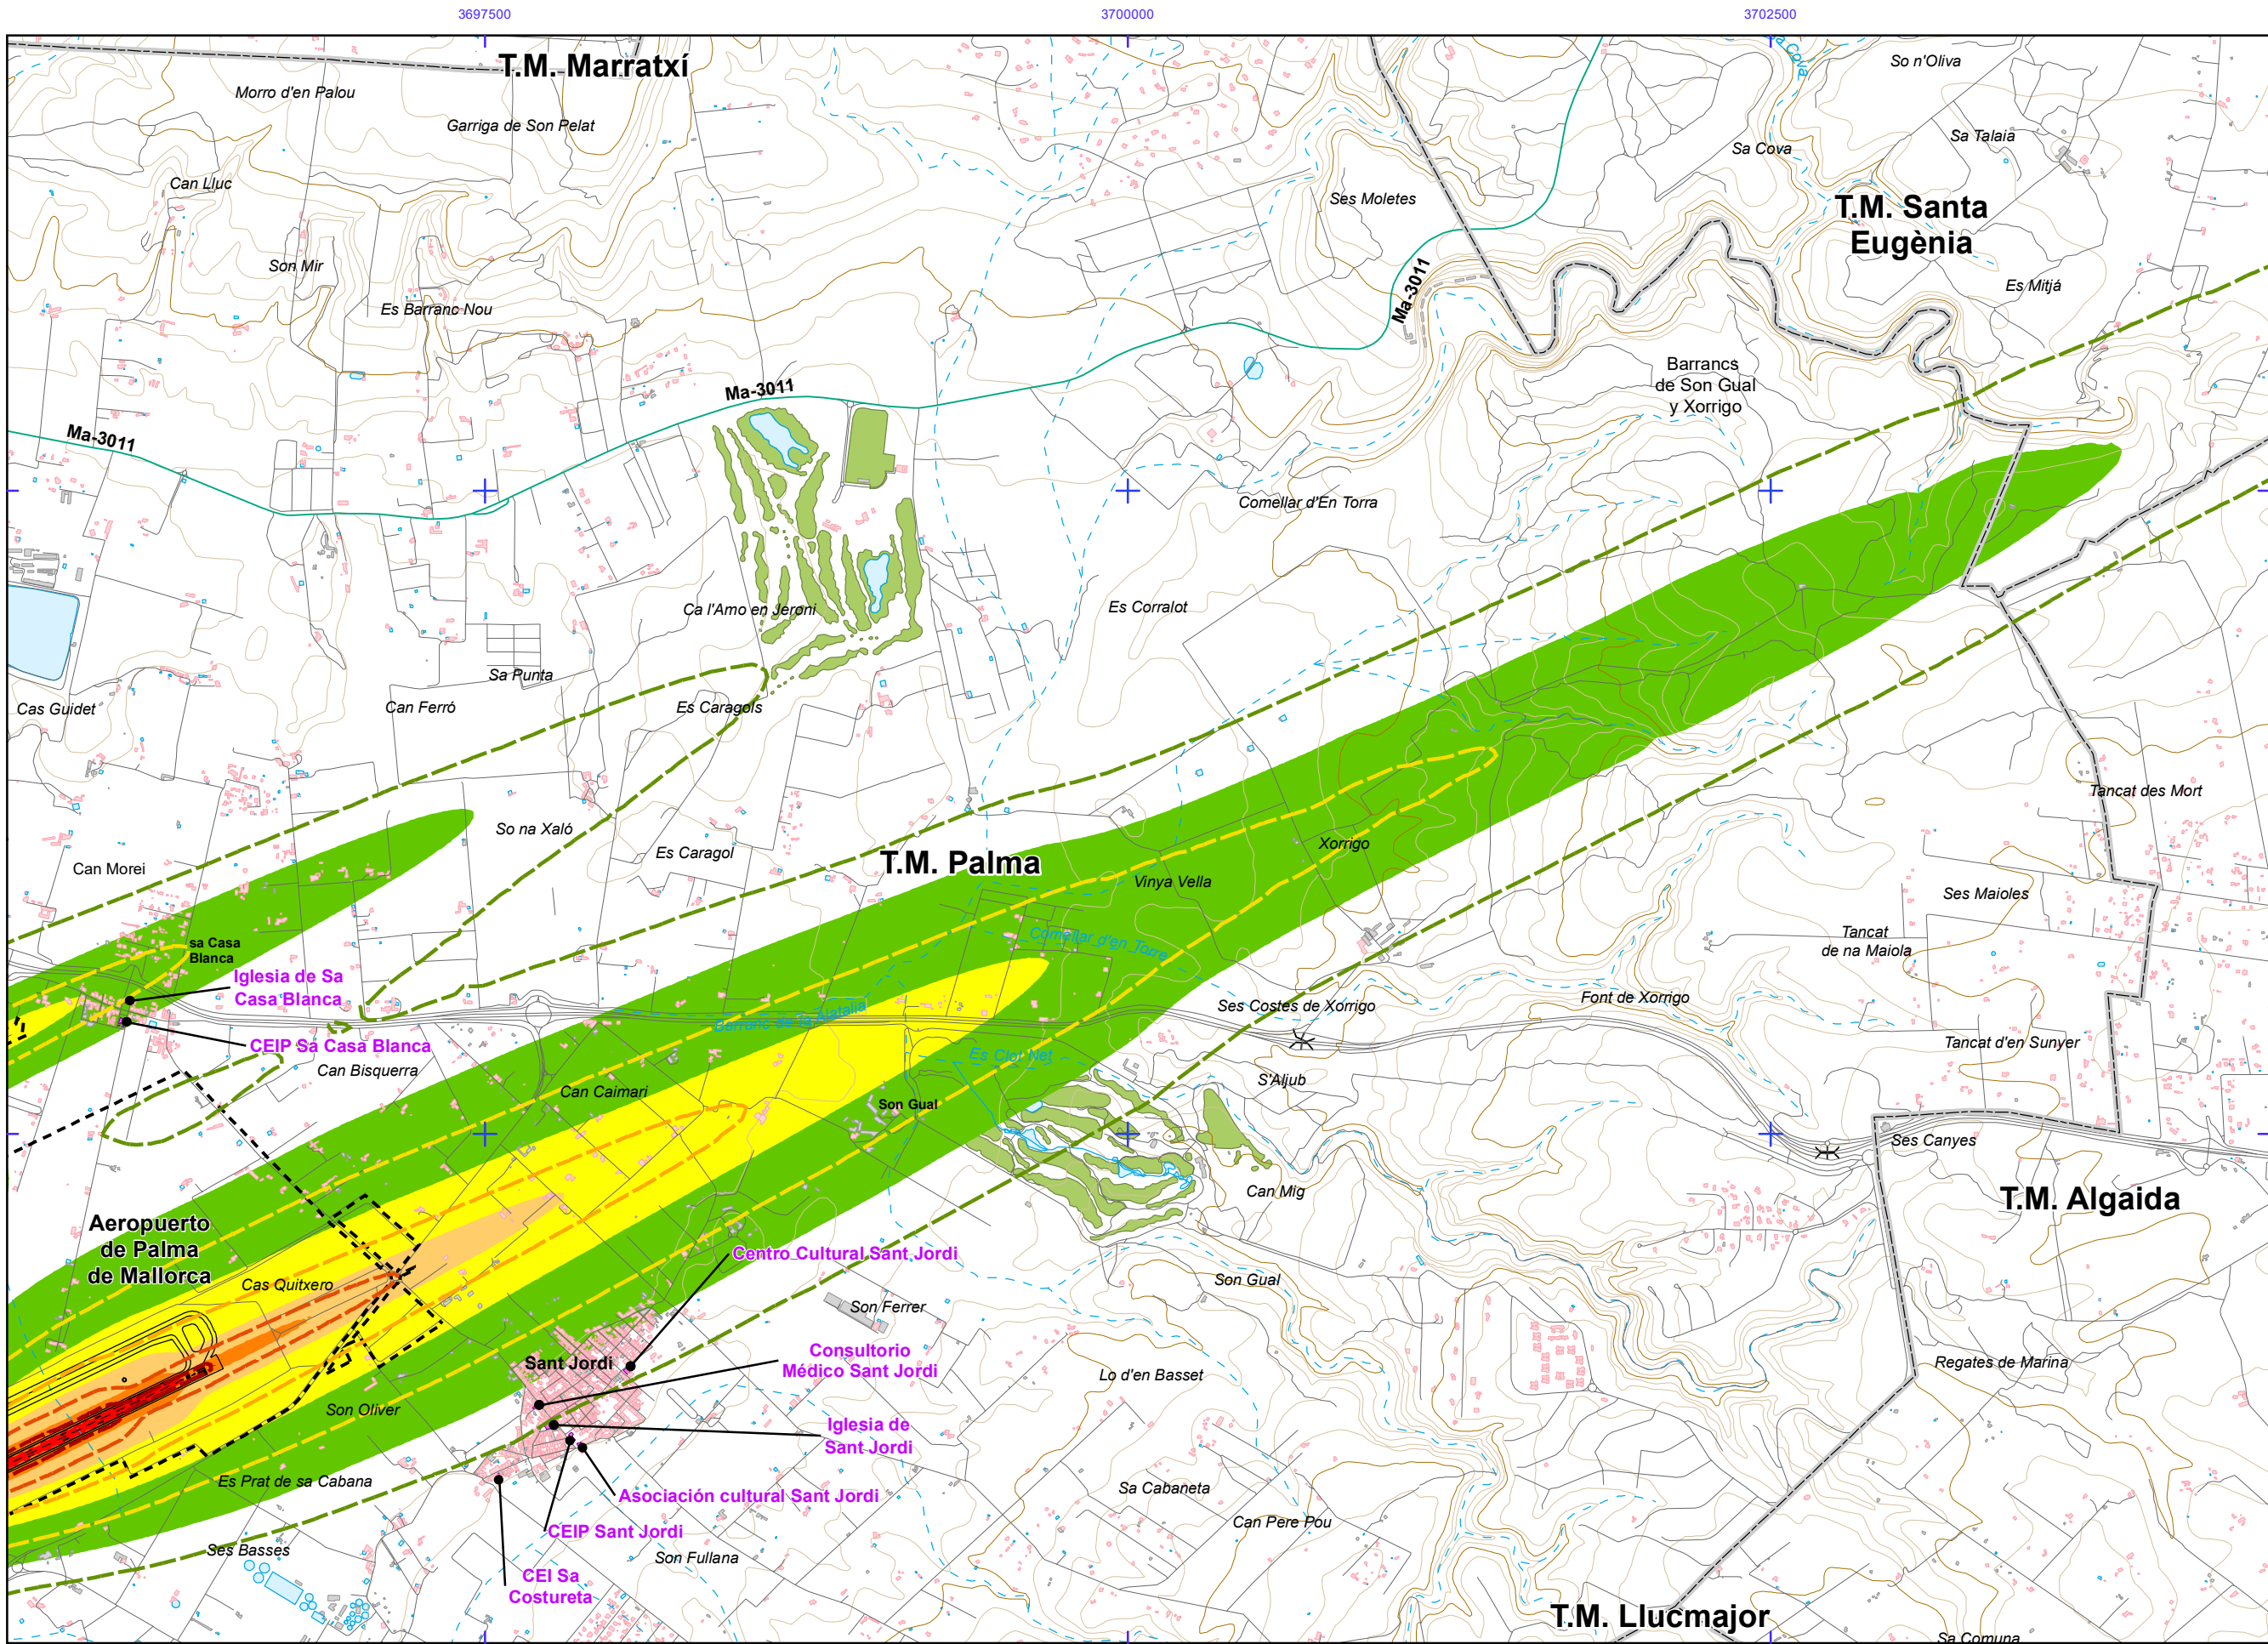 3697500
3700000
3702500
T.M. Marratxí
Morro d'en Palou
Garriga de Son Pelat
Sa Cova
So n'Oliva
Sa Talaia
Sa Cova
Can Lluc
Ses Moletes
T.M. Santa
Eugènia
Son Mir
Es Barranc Nou
Ma-3011
Es Mitjá
Barrancs
de Son Gual
y Xorrigo
Ma-3011
Ma-3011
Comellar d'En Torra
Ca l'Amo en Jeroni
Es Corralot
Sa Punta
Cas Guidet
Can Ferró
Es Caragols
Tancat des Mort
So na Xaló
Es Caragol
T.M. Palma
Xorrigo
Can Morei
Vinya Vella
Ses Maioles
sa Casa
Blanca
Comellar d'en Torre
Tancat
de na Maiola
Iglesia de Sa
Casa Blanca
Barranc de la Natalia
Ses Costes de Xorrigo
Font de Xorrigo
CEIP Sa Casa Blanca
Can Bisquerra
Es Clot Net
Tancat d'en Sunyer
Can Caimari
Son Gual
S'Aljub
Ses Canyes
Can Mig
T.M. Algaida
Aeropuerto
de Palma
de Mallorca
Cas Quitxero
Centro Cultural Sant Jordi
Son Gual
Son Ferrer
Sant Jordi
Consultorio
Médico Sant Jordi
Lo d'en Basset
Regates de Marina
Son Oliver
Iglesia de
Sant Jordi
Es Prat de sa Cabana
Asociación cultural Sant Jordi
Sa Cabaneta
CEIP Sant Jordi
Can Pere Pou
Ses Basses
Son Fullana
CEI Sa
Costureta
T.M. Llucmajor
Sa Comuna